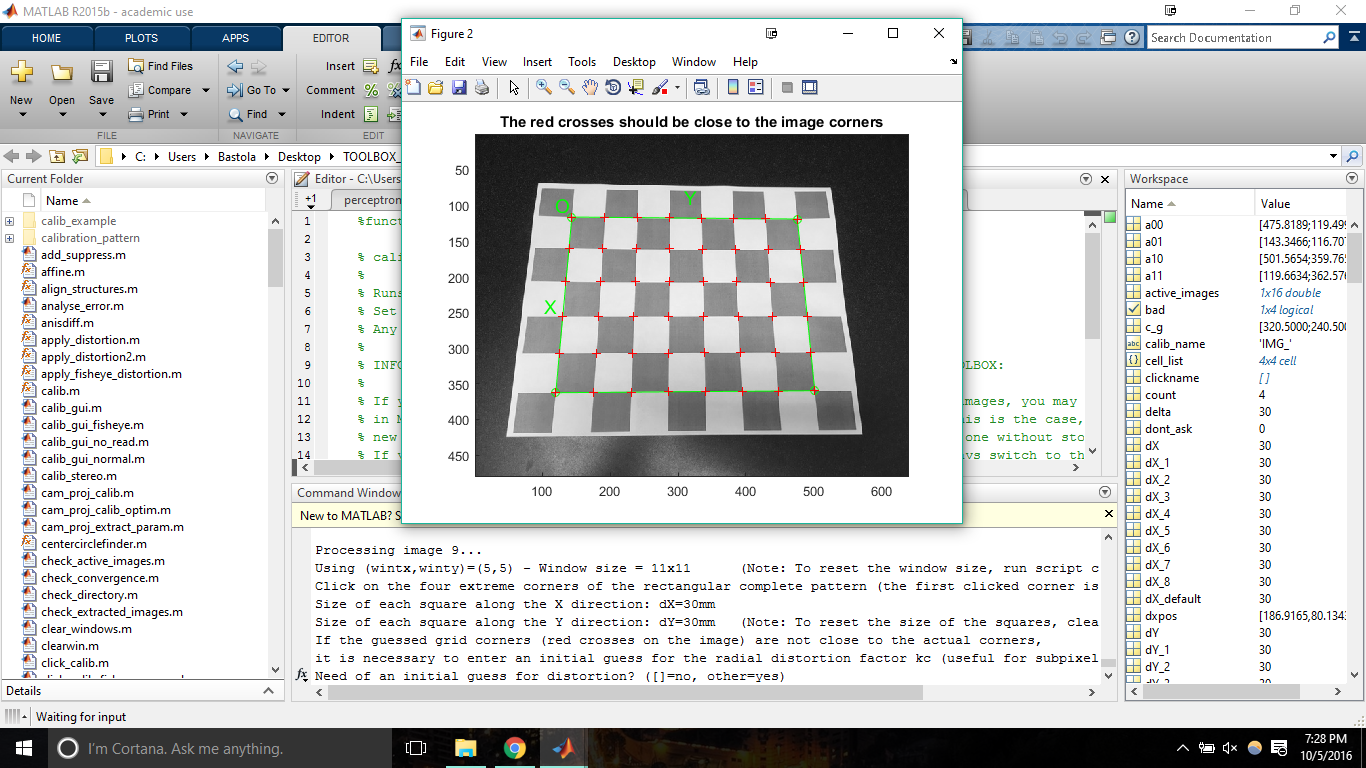 MATLAB R2015b - academic use
HOME PLOTS APPS EDITOR
Search Documentation
New Open Save
Find Files
Compare
Print
Go To
Find
Insert
Comment
Indent
FILE NAVIGATE EDIT
C: Users Bastola Desktop TOOLBOX_
Current Folder
Name
calib_example
calibration_pattern
add_suppress.m
affine.m
align_structures.m
analyse_error.m
anisdiff.m
apply_distortion.m
apply_distortion2.m
apply_fisheye_distortion.m
calib.m
calib_gui.m
calib_gui_fisheye.m
calib_gui_no_read.m
calib_gui_normal.m
calib_stereo.m
cam_proj_calib.m
cam_proj_calib_optim.m
cam_proj_extract_param.m
centercirclefinder.m
check_active_images.m
check_convergence.m
check_directory.m
check_extracted_images.m
clear_windows.m
clearwin.m
click_calib.m
Details
Waiting for input
Editor - C:\Users
+1 perceptron
1 %func
2
3 % cali
4 %
5 % Runs
6 % Set
7 % Any
8 %
9 % INFO
LBOX:
10 %
11 % If y
mages, you may
12 % in M
his is the case,
13 % new
one without sto
14 % If
Figure 2
File Edit View Insert Tools Desktop Window Help
The red crosses should be close to the image corners
O
Y
X
50
100
150
200
250
300
350
400
450
100 200 300 400 500 600
Command Window
New to MATLAB? S
Processing image 9...
Using (wintx,winty)=(5,5) - Window size = 11x11 (Note: To reset the window size, run script c
Click on the four extreme corners of the rectangular complete pattern (the first clicked corner is
Size of each square along the X direction: dX=30mm
Size of each square along the Y direction: dY=30mm (Note: To reset the size of the squares, clea
If the guessed grid corners (red crosses on the image) are not close to the actual corners,
it is necessary to enter an initial guess for the radial distortion factor kc (useful for subpixel
Need of an initial guess for distortion? ([]=no, other=yes)
fx
Workspace
Name Value
a00 [475.8189;119.499
a01 [143.3466;116.707
a10 [501.5654;359.765
a11 [119.6634;362.576
active_images 1x16 double
bad 1x4 logical
c_g [320.5000;240.500
calib_name 'IMG_'
cell_list 4x4 cell
clickname []
count 4
delta 30
dont_ask 0
dX 30
dX_1 30
dX_2 30
dX_3 30
dX_4 30
dX_5 30
dX_6 30
dX_7 30
dX_8 30
dX_default 30
dxpos [186.9165,80.1343
dY 30
dY_1 30
dY_2 30
I'm Cortana. Ask me anything.
7:28 PM
10/5/2016